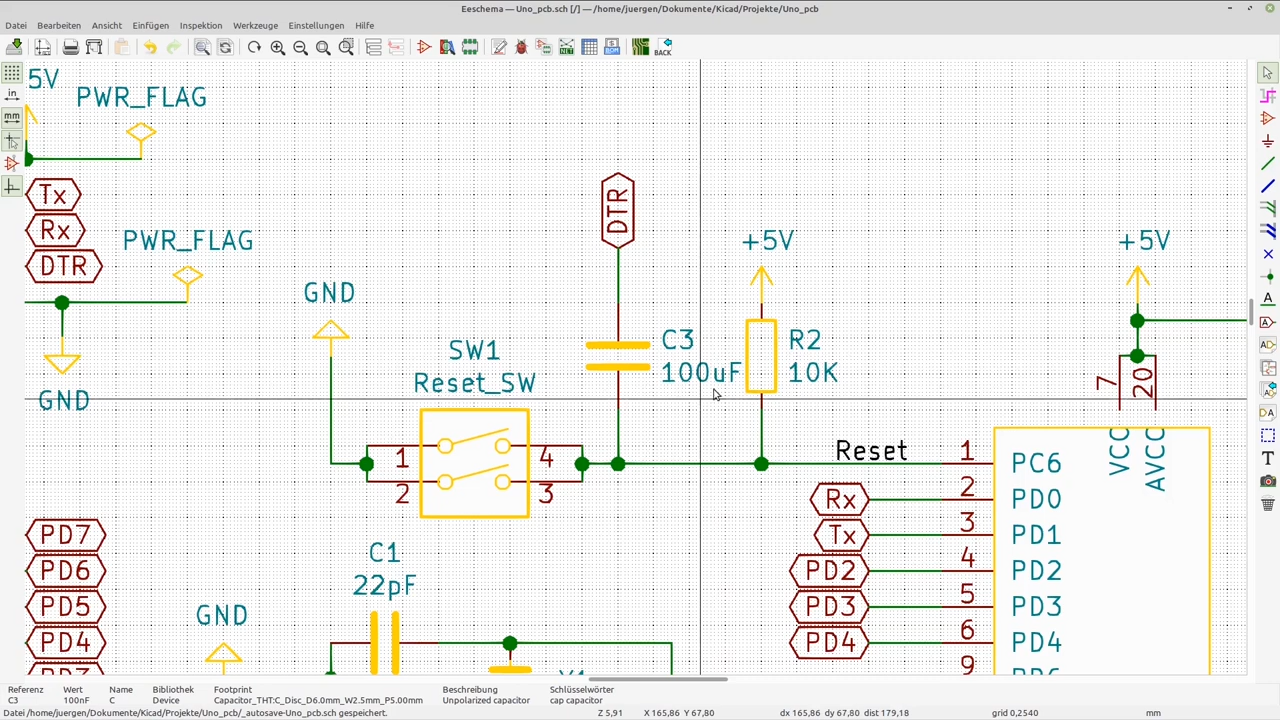 Eeschema — Uno_pcb.sch [/] — /home/juergen/Dokumente/Kicad/Projekte/Uno_pcb
Datei Bearbeiten Ansicht Einfügen Inspektion Werkzeuge Einstellungen Hilfe
BOM
BACK
in
mm
5V
PWR_FLAG
Tx
Rx
DTR
PWR_FLAG
GND
GND
SW1
Reset_SW
1
2
4
3
DTR
C3
100uF
+5V
R2
10K
+5V
7
20
VCC
AVCC
Reset
1 PC6
Rx 2 PD0
Tx 3 PD1
PD2 4 PD2
PD3 5 PD3
PD4 6 PD4
9
PD7
PD6
PD5
PD4
GND
C1
22pF
Referenz Wert Name Bibliothek Footprint Beschreibung Schlüsselwörter
C3 100nF C Device Capacitor_THT:C_Disc_D6.0mm_W2.5mm_P5.00mm Unpolarized capacitor cap capacitor
Datei /home/juergen/Dokumente/Kicad/Projekte/Uno_pcb/_autosave-Uno_pcb.sch gespeichert. Z 5,91 X 165,86 Y 67,80 dx 165,86 dy 67,80 dist 179,18 grid 0,2540 mm